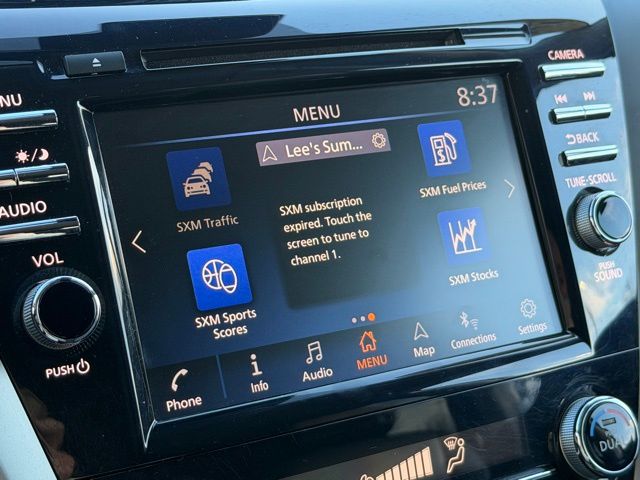 CAMERA
MENU
8:37
NU
Lee's Sum...
BACK
SXM Traffic
SXM Fuel Prices
SXM subscription
expired. Touch the
screen to tune to
channel 1.
TUNE·SCROLL
AUDIO
VOL
SXM Sports
Scores
SXM Stocks
PUSH
SOUND
PUSH
Phone
Info
Audio
MENU
Map
Connections
Settings
DUAL